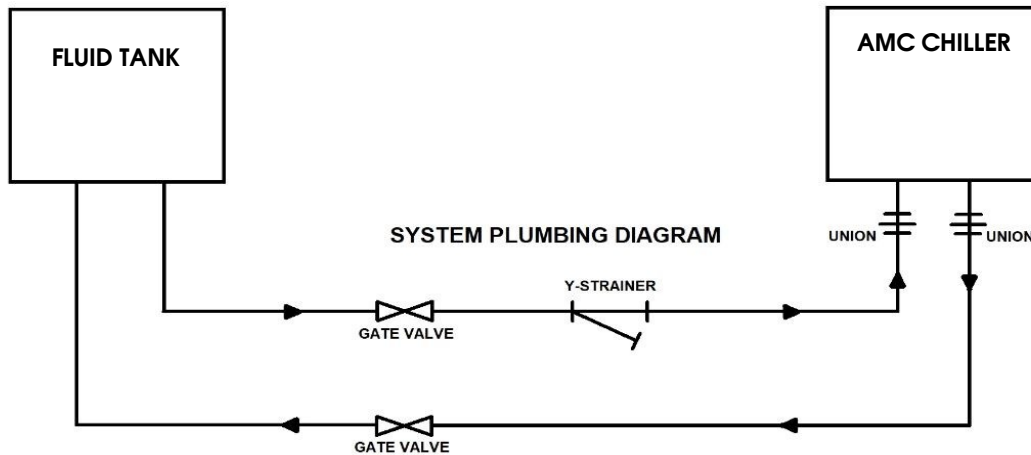 FLUID TANK
AMC CHILLER
SYSTEM PLUMBING DIAGRAM
UNION
UNION
Y-STRAINER
GATE VALVE
GATE VALVE